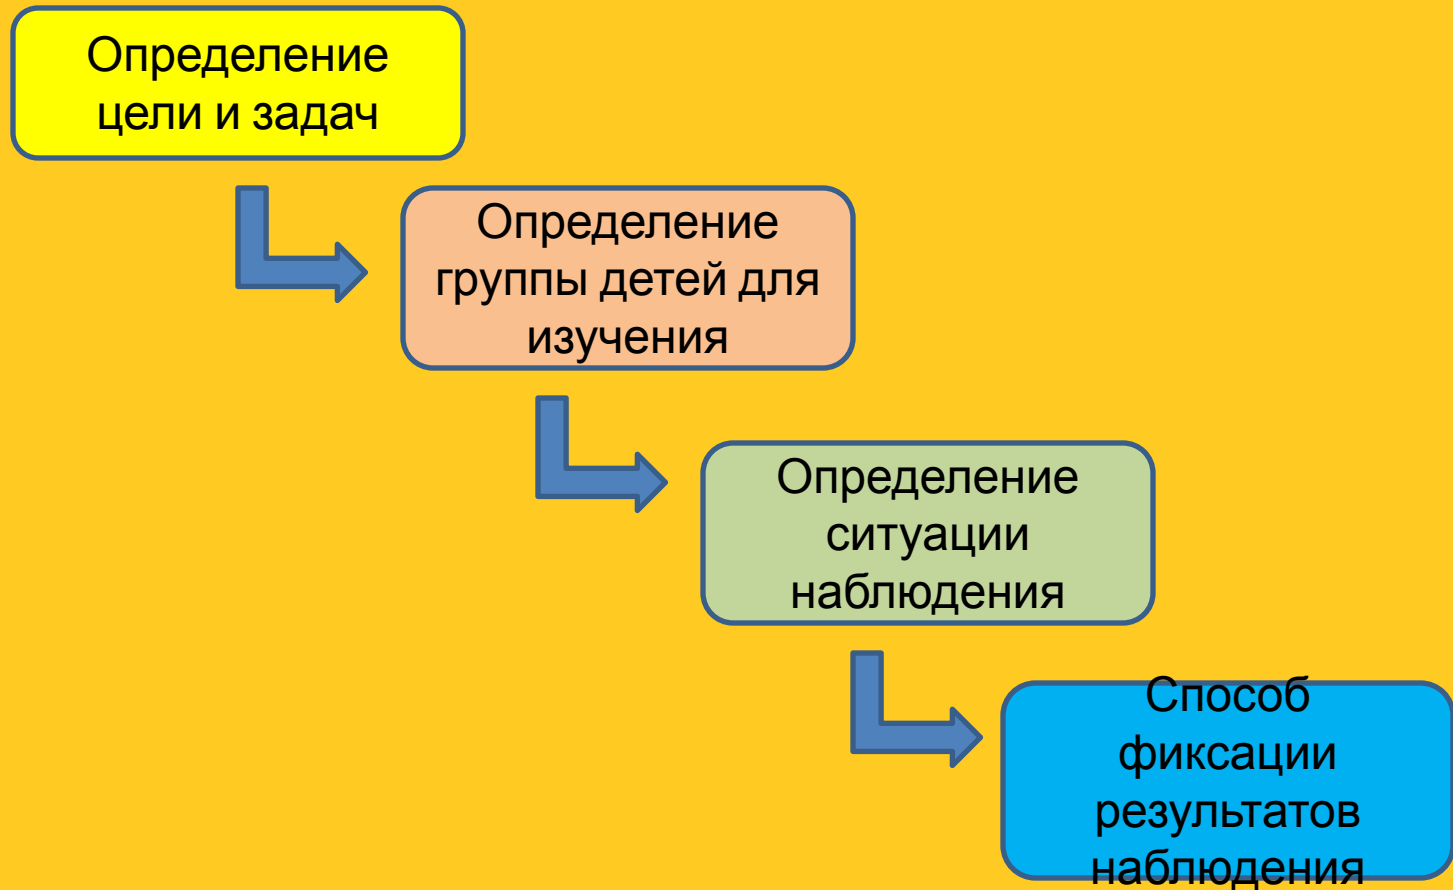 Определение
цели и задач
Определение
группы детей для
изучения
Определение
ситуации
наблюдения
Способ
фиксации
результатов
наблюдения